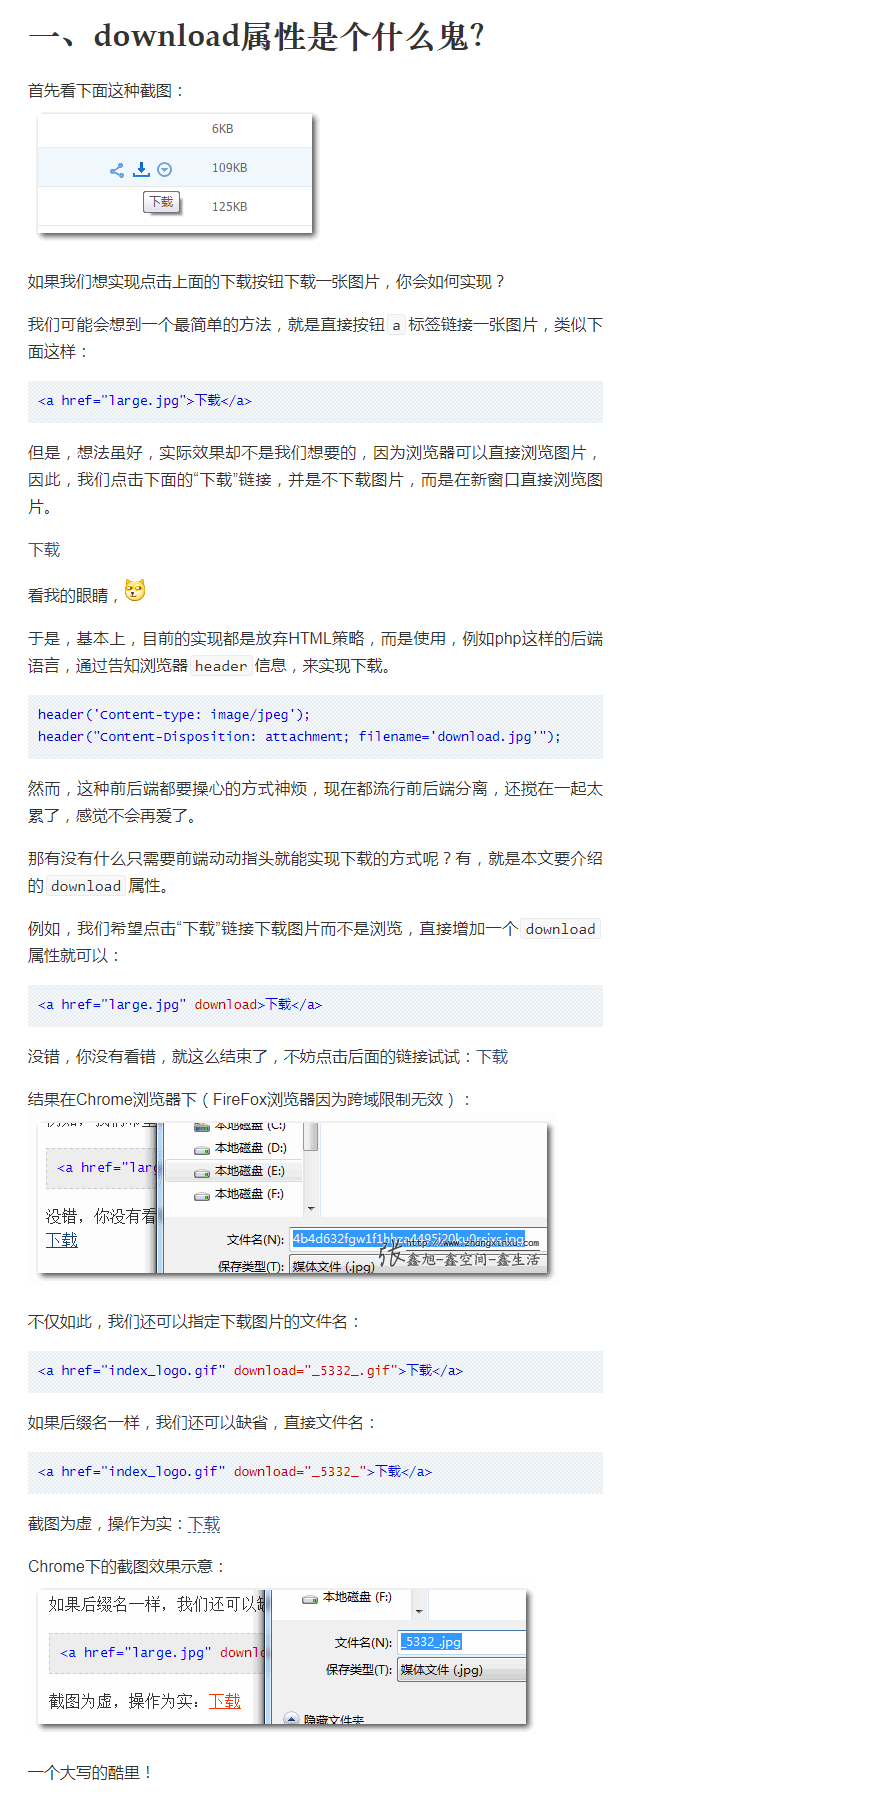 一、download属性是个什么鬼？
首先看下面这种截图：
6KB
109KB
下载
125KB
如果我们想实现点击上面的下载按钮下载一张图片，你会如何实现？
我们可能会想到一个最简单的方法，就是直接按钮 a 标签链接一张图片，类似下
面这样：
<a href="large.jpg">下载</a>
但是，想法虽好，实际效果却不是我们想要的，因为浏览器可以直接浏览图片，
因此，我们点击下面的“下载”链接，并是不下载图片，而是在新窗口直接浏览图
片。
下载
看我的眼睛，
于是，基本上，目前的实现都是放弃HTML策略，而是使用，例如php这样的后端
语言，通过告知浏览器 header 信息，来实现下载。
header('Content-type: image/jpeg');
header("Content-Disposition: attachment; filename='download.jpg'");
然而，这种前后端都要操心的方式神烦，现在都流行前后端分离，还搅在一起太
累了，感觉不会再爱了。
那有没有什么只需要前端动动指头就能实现下载的方式呢？有，就是本文要介绍
的 download 属性。
例如，我们希望点击“下载”链接下载图片而不是浏览，直接增加一个 download
属性就可以：
<a href="large.jpg" download>下载</a>
没错，你没有看错，就这么结束了，不妨点击后面的链接试试：下载
结果在Chrome浏览器下（FireFox浏览器因为跨域限制无效）：
本地磁盘 (C:)
本地磁盘 (D:)
<a href="larg
本地磁盘 (E:)
本地磁盘 (F:)
没错，你没有看
下载
文件名(N):
保存类型(T): 媒体文件 (.jpg)
http://www.zhangxinxu.com
张鑫旭-鑫空间-鑫生活
不仅如此，我们还可以指定下载图片的文件名：
<a href="index_logo.gif" download="_5332_.gif">下载</a>
如果后缀名一样，我们还可以缺省，直接文件名：
<a href="index_logo.gif" download="_5332_">下载</a>
截图为虚，操作为实：下载
Chrome下的截图效果示意：
如果后缀名一样，我们还可以缺
本地磁盘 (F:)
<a href="large.jpg" downlo
文件名(N): _5332_.jpg
保存类型(T): 媒体文件 (.jpg)
截图为虚，操作为实：下载
隐藏文件夹
一个大写的酷里！